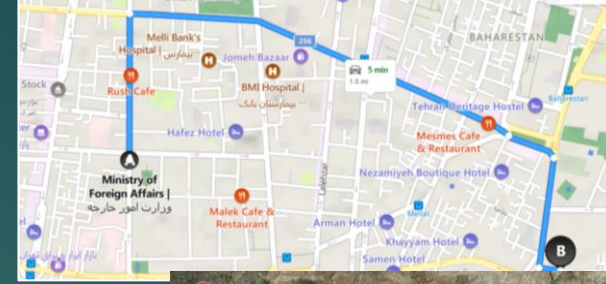 Melli Bank's
Hospital | بیمارس
256
BAHARESTAN
Jomeh Bazaar
5 min
1.8 mi
Stock
Rush Cafe
BMI Hospital |
بیمارستان بانک
Tehran Heritage Hostel
Baharestan
Hafez Hotel
Mesmes Cafe
& Restaurant
A
Ministry of
Foreign Affairs |
وزارت امور خارجه
Nezamiyeh Boutique Hotel
Lalehzar
Malek Cafe &
Restaurant
Mellat
Arman Hotel
Khayyam Hotel
B
Samen Hotel